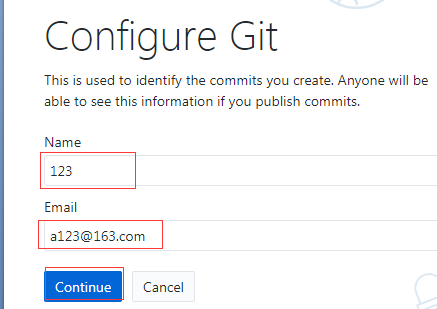 Configure Git
This is used to identify the commits you create. Anyone will be
able to see this information if you publish commits.
Name
123
Email
a123@163.com
Continue Cancel